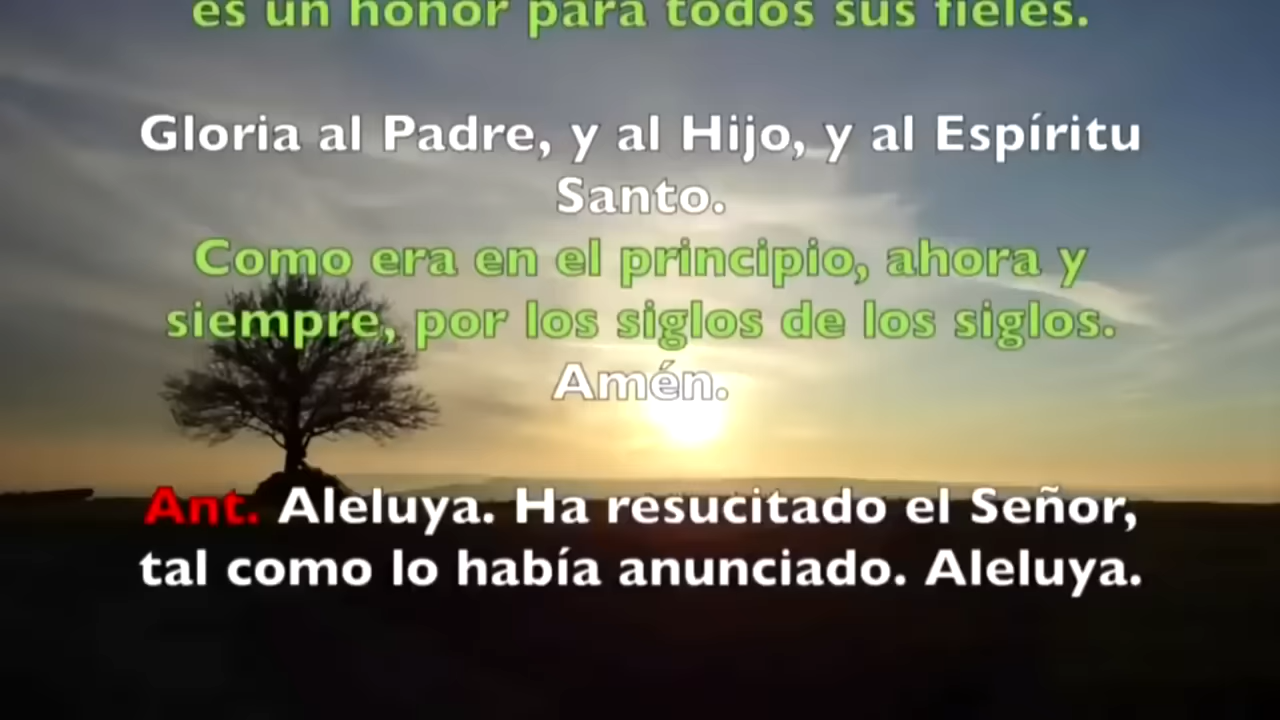 es un honor para todos sus fieles.
Gloria al Padre, y al Hijo, y al Espíritu
Santo.
Como era en el principio, ahora y
siempre, por los siglos de los siglos.
Amén.
Ant. Aleluya. Ha resucitado el Señor,
tal como lo había anunciado. Aleluya.